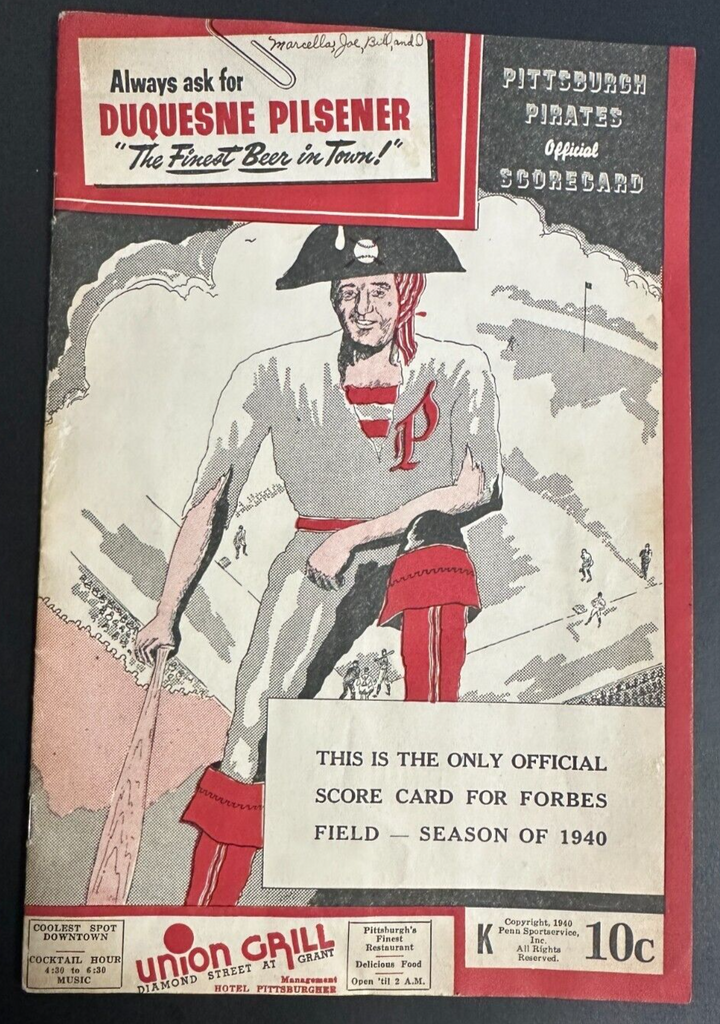 Marcella, Joe, Bill, and
Always ask for
DUQUESNE PILSENER
"The Finest Beer in Town!"
PITTSBURGH
PIRATES
Official
SCORECARD
P
THIS IS THE ONLY OFFICIAL
SCORE CARD FOR FORBES
FIELD — SEASON OF 1940
COOLEST SPOT
DOWNTOWN
COCKTAIL HOUR
4:30 to 6:30
MUSIC
UNION GRILL
DIAMOND STREET AT GRANT
Management
HOTEL PITTSBURGHER
Pittsburgh's
Finest
Restaurant
Delicious Food
Open 'til 2 A.M.
K
Copyright, 1940
Penn Sportservice,
Inc.
All Rights
Reserved.
10c